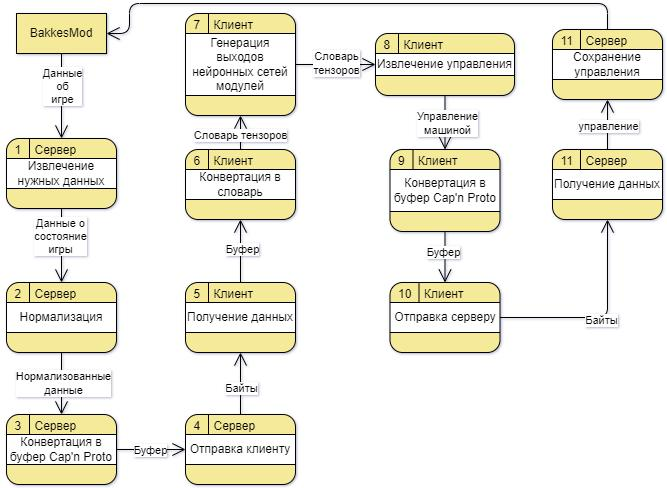 BakkesMod
Данные
об
игре
1 Сервер
Извлечение
нужных данных
Данные о
состояние
игры
2 Сервер
Нормализация
Нормализованные
данные
3 Сервер
Конвертация в
буфер Cap'n Proto
Буфер
4 Сервер
Отправка клиенту
Байты
5 Клиент
Получение данных
Буфер
6 Клиент
Конвертация в
словарь
Словарь тензоров
7 Клиент
Генерация
выходов
нейронных сетей
модулей
Словарь
тензоров
8 Клиент
Извлечение управления
Управление
машиной
9 Клиент
Конвертация в
буфер Cap'n Proto
Буфер
10 Клиент
Отправка серверу
Байты
11 Сервер
Получение данных
управление
11 Сервер
Сохранение
управления